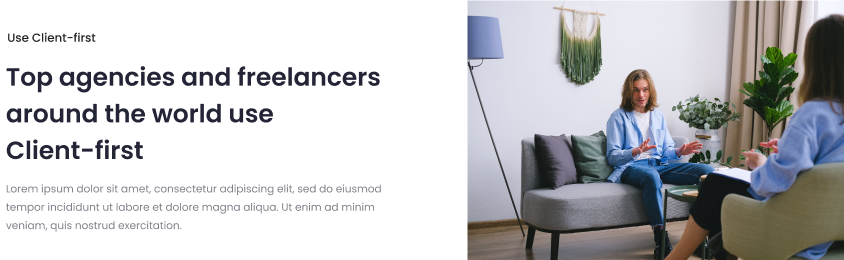 Use Client-first
Top agencies and freelancers
around the world use
Client-first
Lorem ipsum dolor sit amet, consectetur adipiscing elit, sed do eiusmod
tempor incididunt ut labore et dolore magna aliqua. Ut enim ad minim
veniam, quis nostrud exercitation.